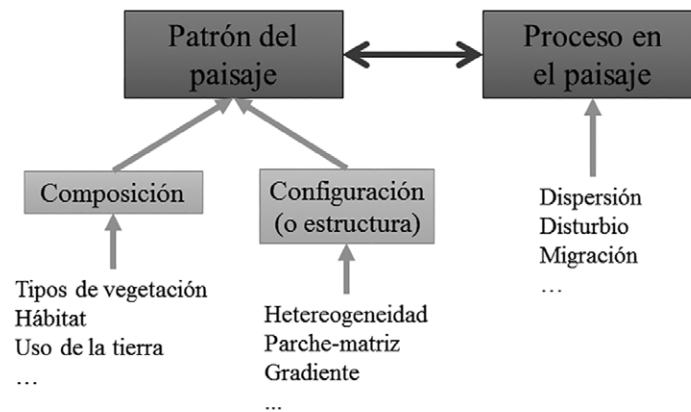 Patrón del
paisaje
Proceso en
el paisaje
Composición
Configuración
(o estructura)
Tipos de vegetación
Hábitat
Uso de la tierra
…
Hetereogeneidad
Parche-matriz
Gradiente
...
Dispersión
Disturbio
Migración
…